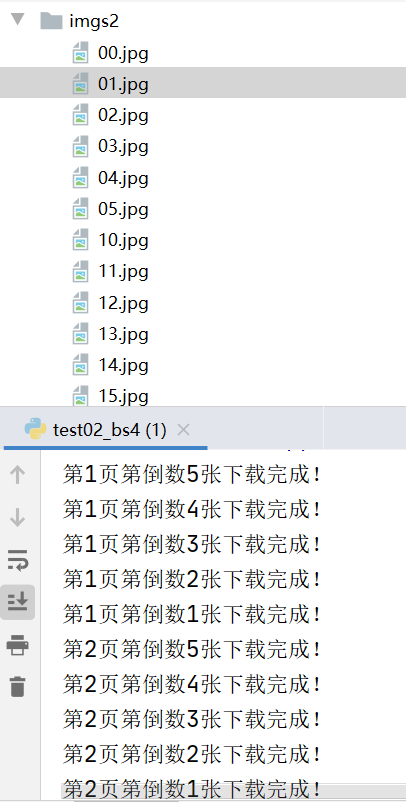 imgs2
00.jpg
01.jpg
02.jpg
03.jpg
04.jpg
05.jpg
10.jpg
11.jpg
12.jpg
13.jpg
14.jpg
15.jpg
test02_bs4 (1)
第1页第倒数5张下载完成！
第1页第倒数4张下载完成！
第1页第倒数3张下载完成！
第1页第倒数2张下载完成！
第1页第倒数1张下载完成！
第2页第倒数5张下载完成！
第2页第倒数4张下载完成！
第2页第倒数3张下载完成！
第2页第倒数2张下载完成！
第2页第倒数1张下载完成！